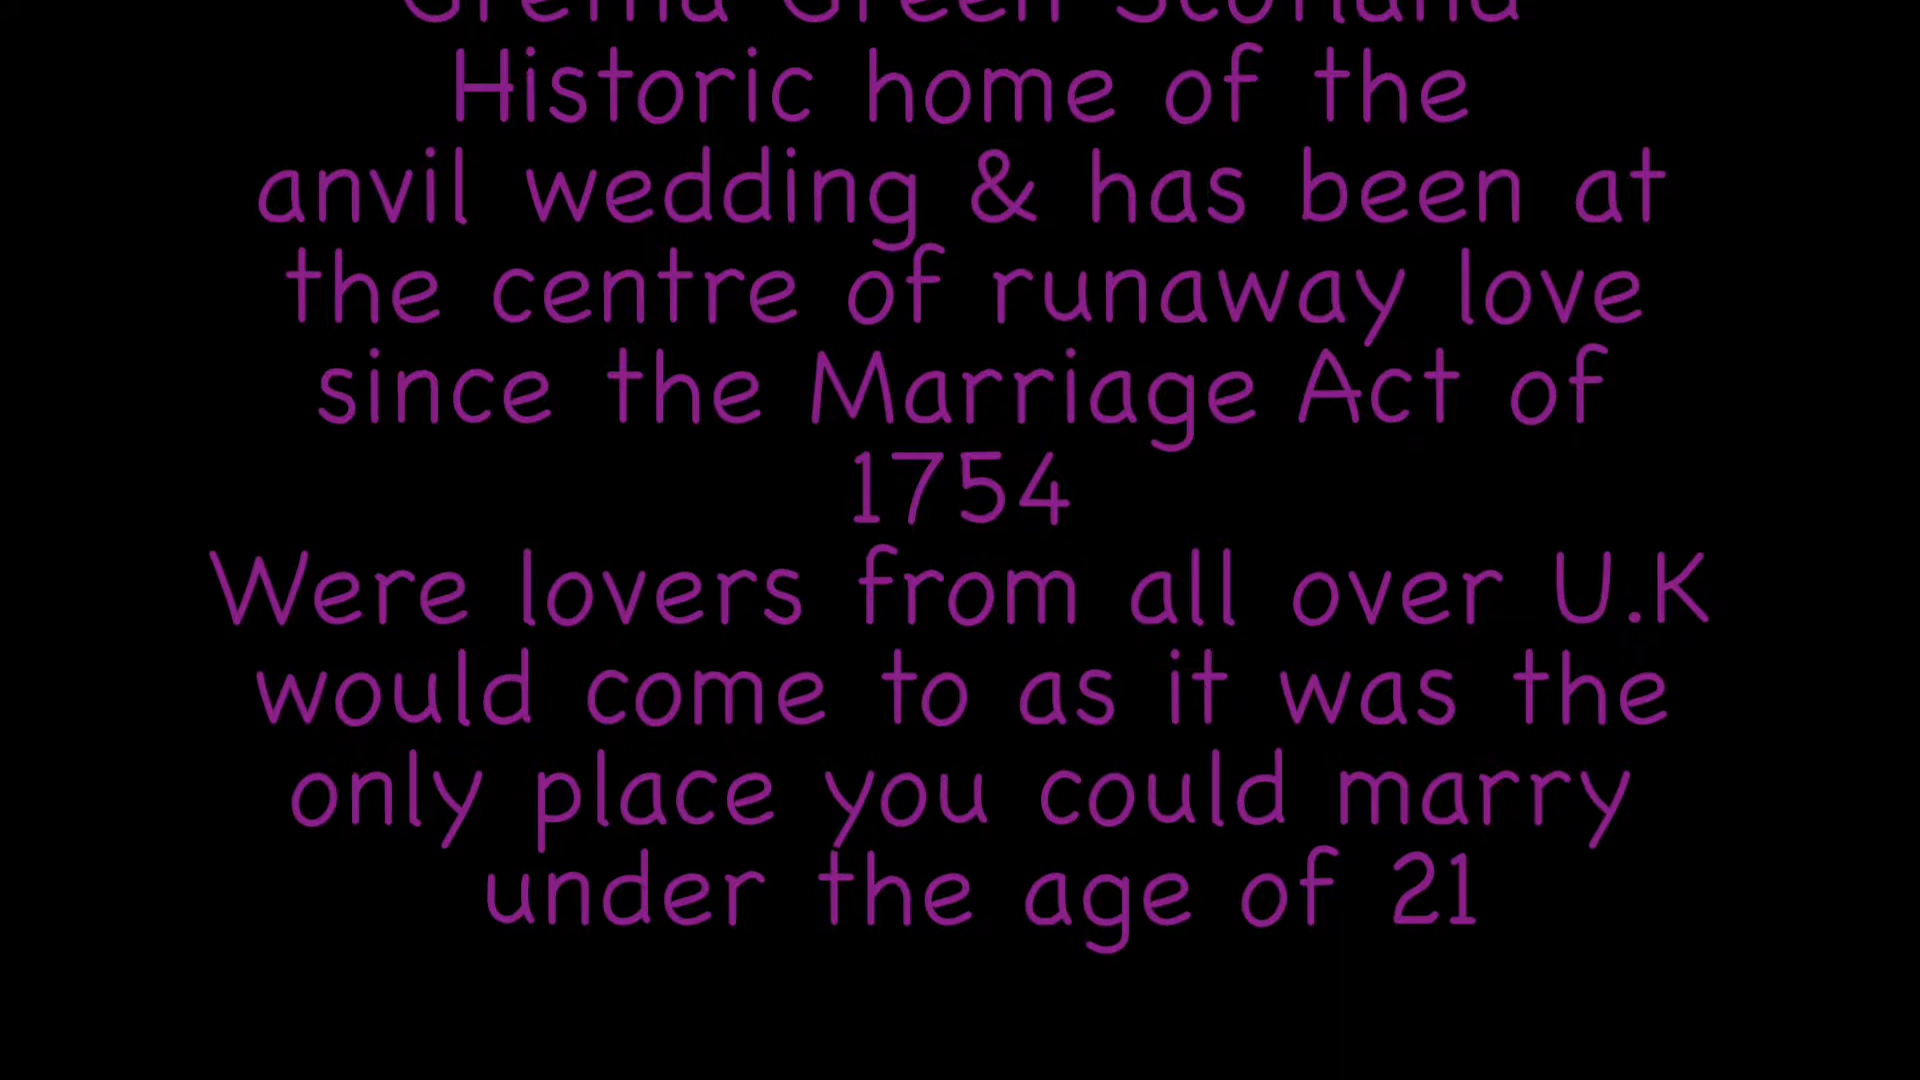 Gretna Green Scotland
Historic home of the
anvil wedding & has been at
the centre of runaway love
since the Marriage Act of
1754
Were lovers from all over U.K
would come to as it was the
only place you could marry
under the age of 21